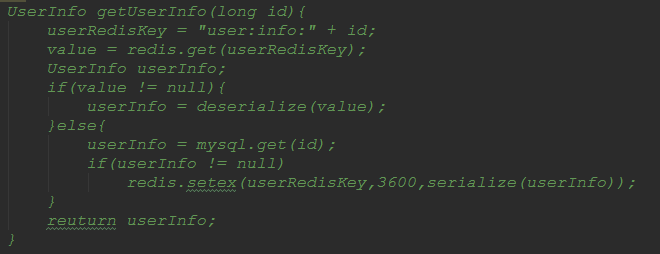 UserInfo getUserInfo(long id){
    userRedisKey = "user:info:" + id;
    value = redis.get(userRedisKey);
    UserInfo userInfo;
    if(value != null){
        userInfo = deserialize(value);
    }else{
        userInfo = mysql.get(id);
        if(userInfo != null)
            redis.setex(userRedisKey,3600,serialize(userInfo));
    }
    reuturn userInfo;
}